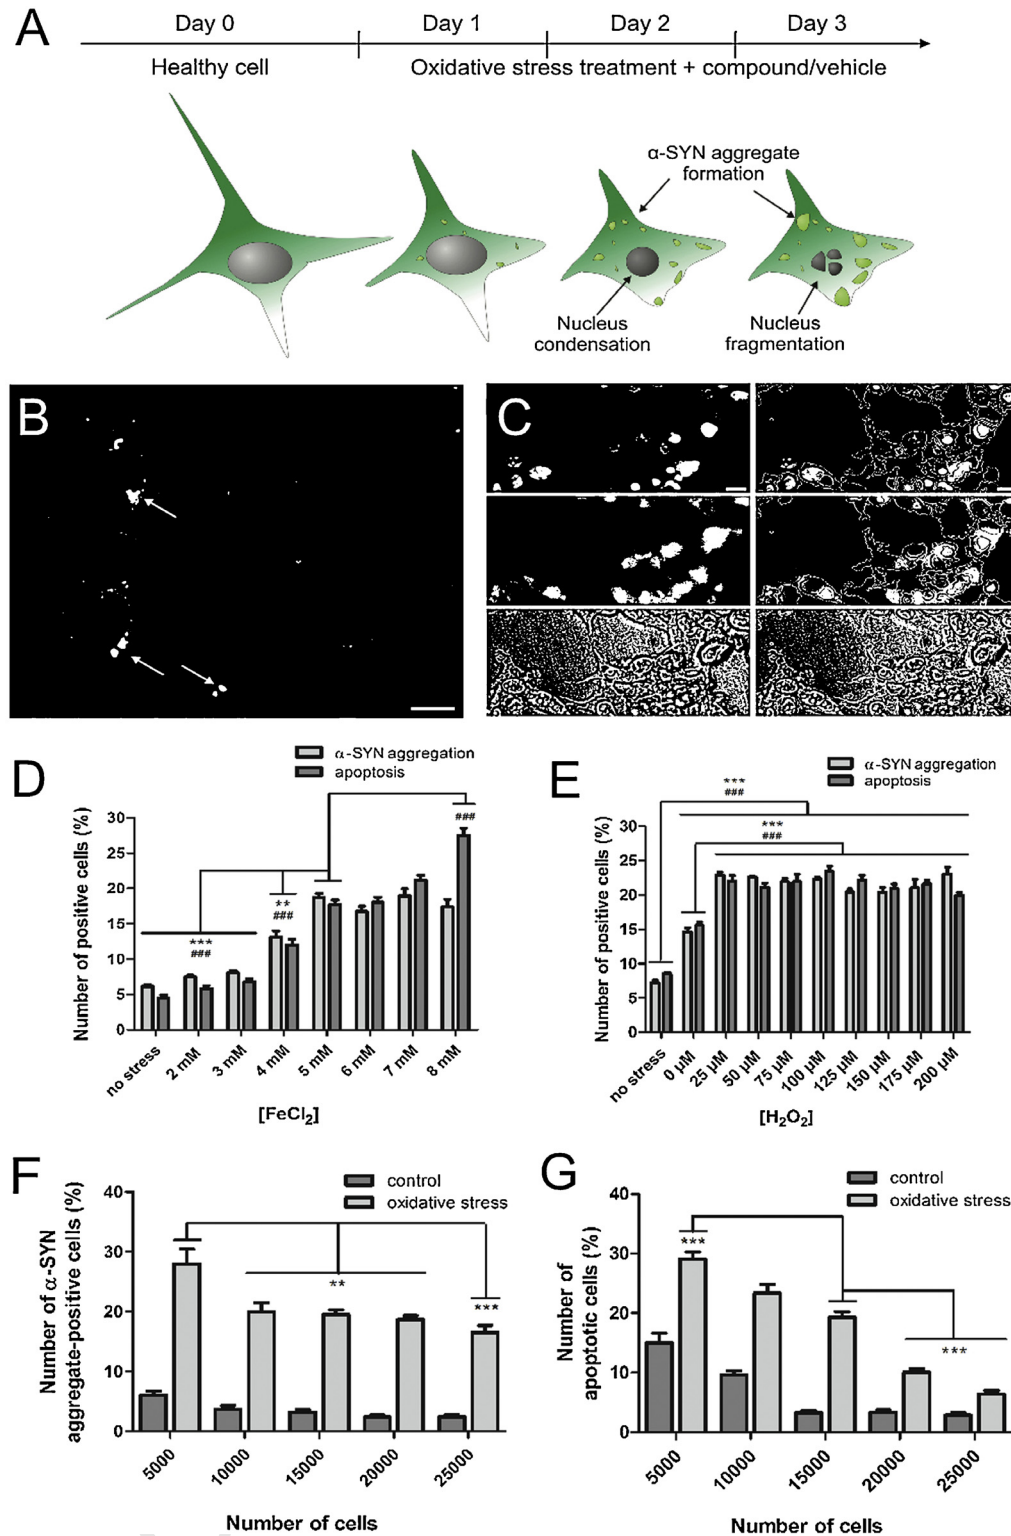 A
Day 0 Day 1 Day 2 Day 3
Healthy cell Oxidative stress treatment + compound/vehicle
α-SYN aggregate
formation
Nucleus
condensation
Nucleus
fragmentation
B
C
D
α-SYN aggregation
apoptosis
Number of positive cells (%)
30
25
20
15
10
5
0
***
###
**
###
###
no stress 2 mM 3 mM 4 mM 5 mM 6 mM 7 mM 8 mM
[FeCl2]
E
α-SYN aggregation
apoptosis
Number of positive cells (%)
30
25
20
15
10
5
0
***
###
***
###
no stress 0 µM 25 µM 50 µM 75 µM 100 µM 125 µM 150 µM 175 µM 200 µM
[H2O2]
F
control
oxidative stress
Number of α-SYN
aggregate-positive cells (%)
40
30
20
10
0
**
***
5000 10000 15000 20000 25000
Number of cells
G
control
oxidative stress
Number of
apoptotic cells (%)
40
30
20
10
0
***
***
5000 10000 15000 20000 25000
Number of cells